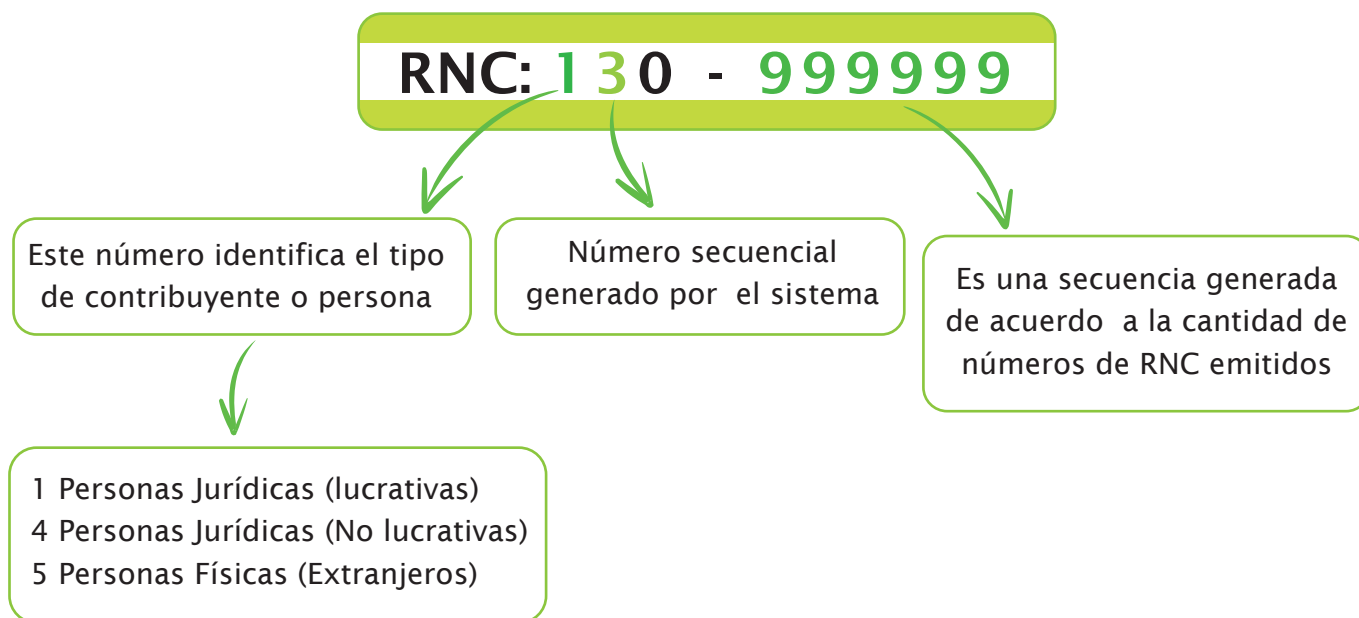 RNC: 130 - 999999
Este número identifica el tipo
de contribuyente o persona
Número secuencial
generado por el sistema
Es una secuencia generada
de acuerdo a la cantidad de
números de RNC emitidos
1 Personas Jurídicas (lucrativas)
4 Personas Jurídicas (No lucrativas)
5 Personas Físicas (Extranjeros)